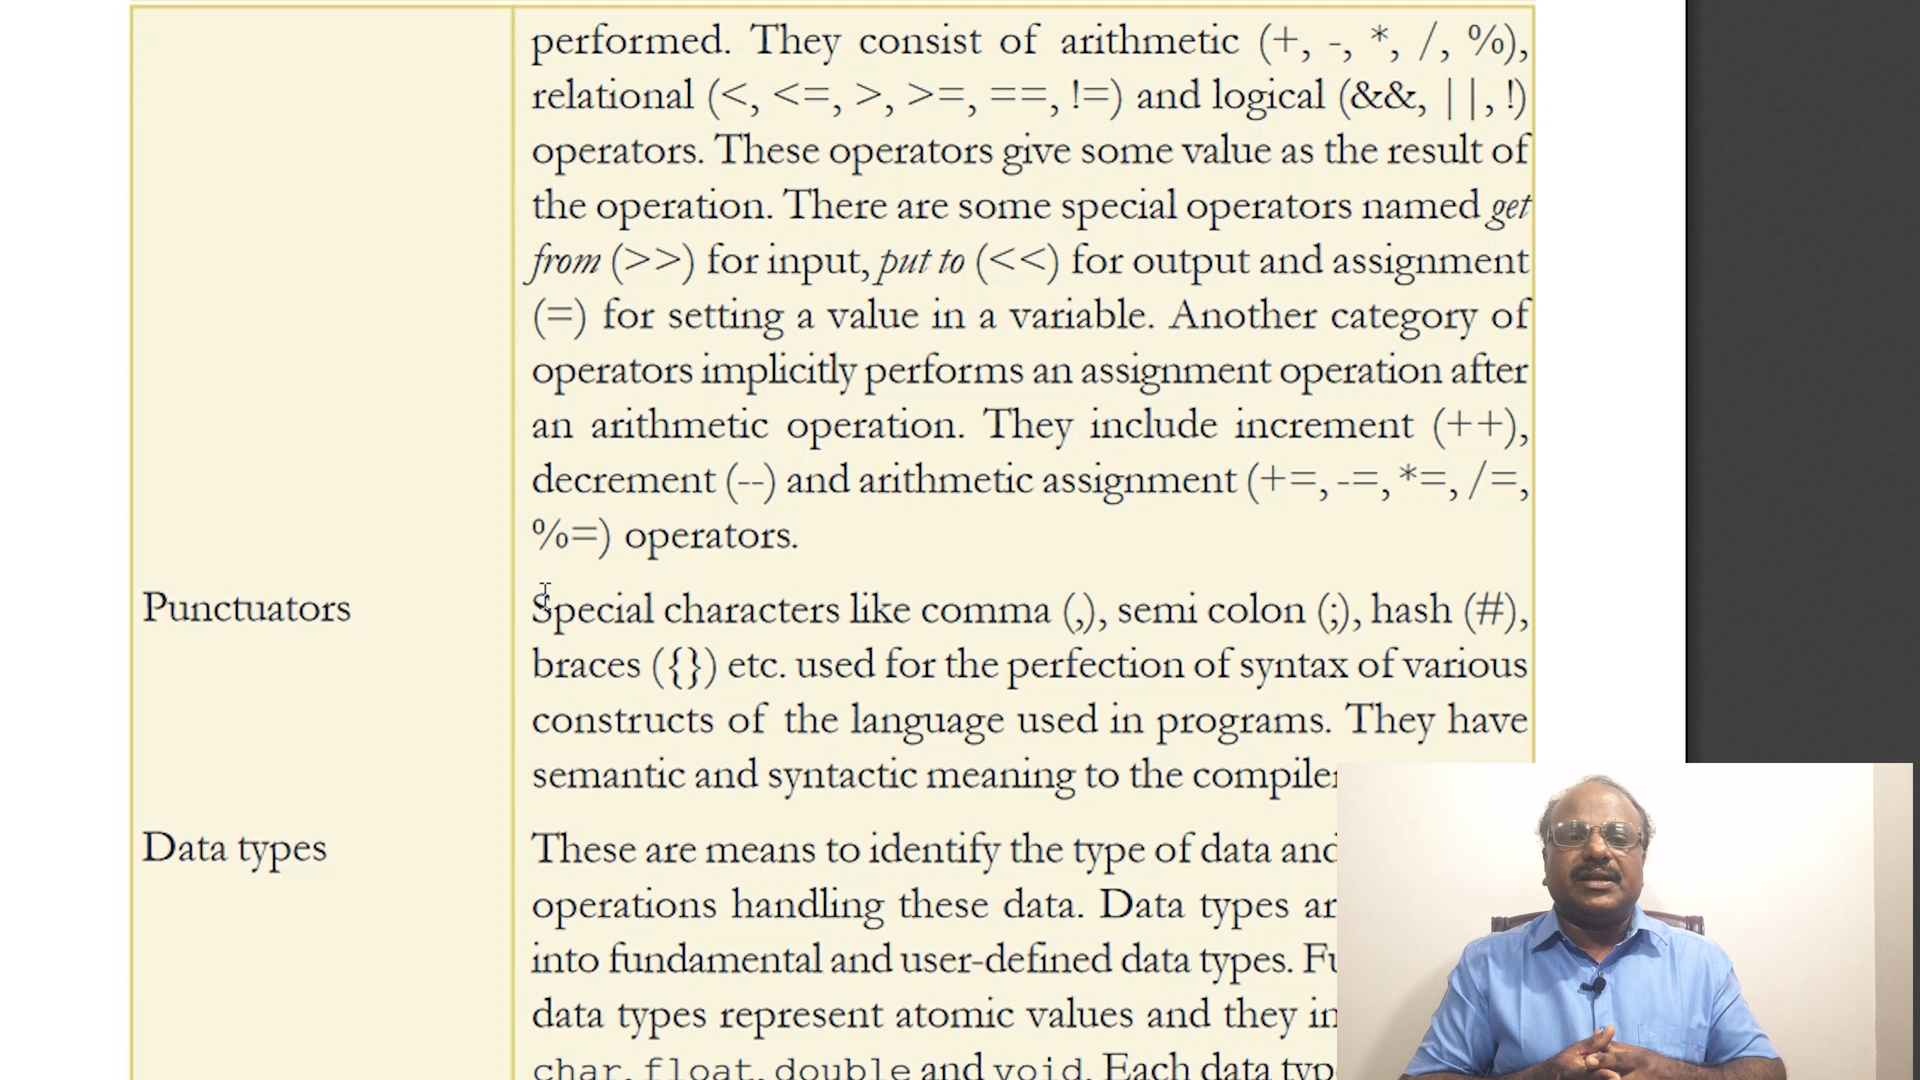 performed. They consist of arithmetic (+, -, *, /, %),
relational (<, <=, >, >=, ==, !=) and logical (&&, ||, !)
operators. These operators give some value as the result of
the operation. There are some special operators named get
from (>>) for input, put to (<<) for output and assignment
(=) for setting a value in a variable. Another category of
operators implicitly performs an assignment operation after
an arithmetic operation. They include increment (++),
decrement (--) and arithmetic assignment (+=, -=, *=, /=,
%=) operators.
Punctuators
Special characters like comma (,), semi colon (;), hash (#),
braces ({}) etc. used for the perfection of syntax of various
constructs of the language used in programs. They have
semantic and syntactic meaning to the compiler
Data types
These are means to identify the type of data and
operations handling these data. Data types
into fundamental and user-defined data types.
data types represent atomic values and they
char, float, double and void. Each data